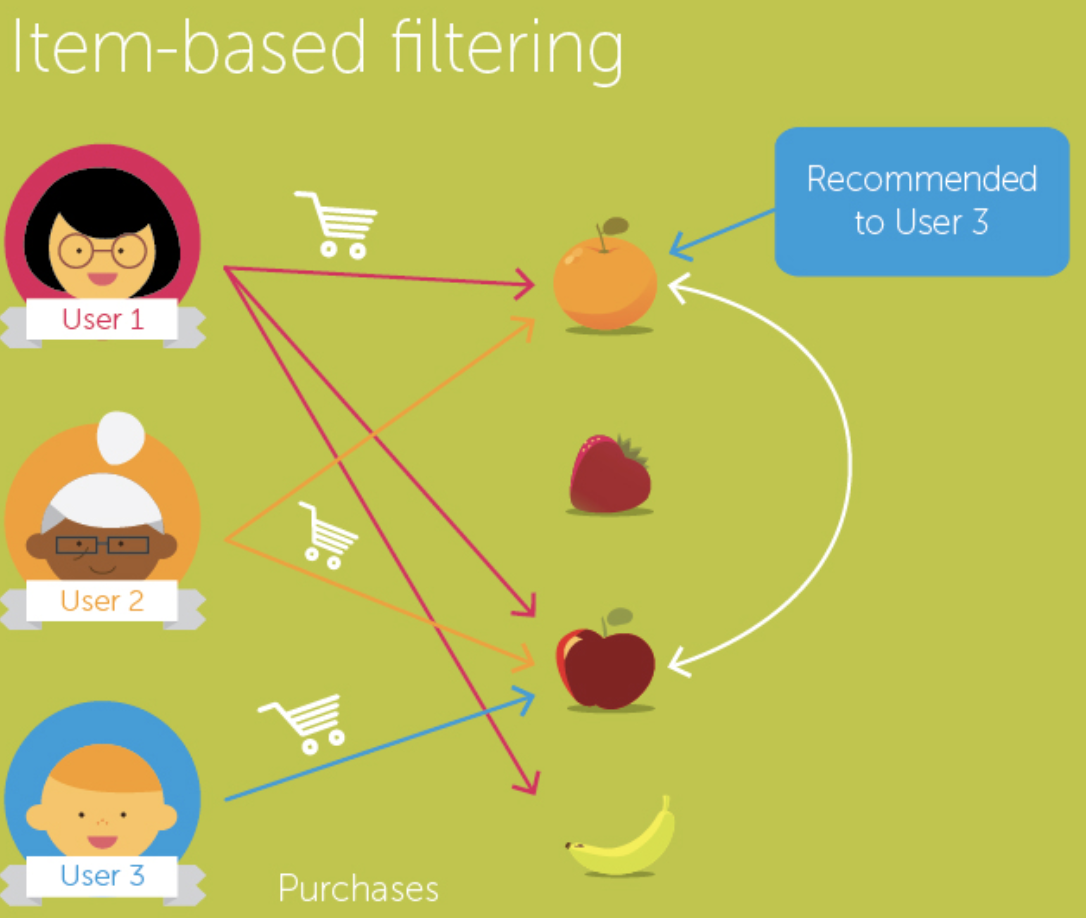 Item-based filtering
Recommended
to User 3
User 1
User 2
User 3
Purchases